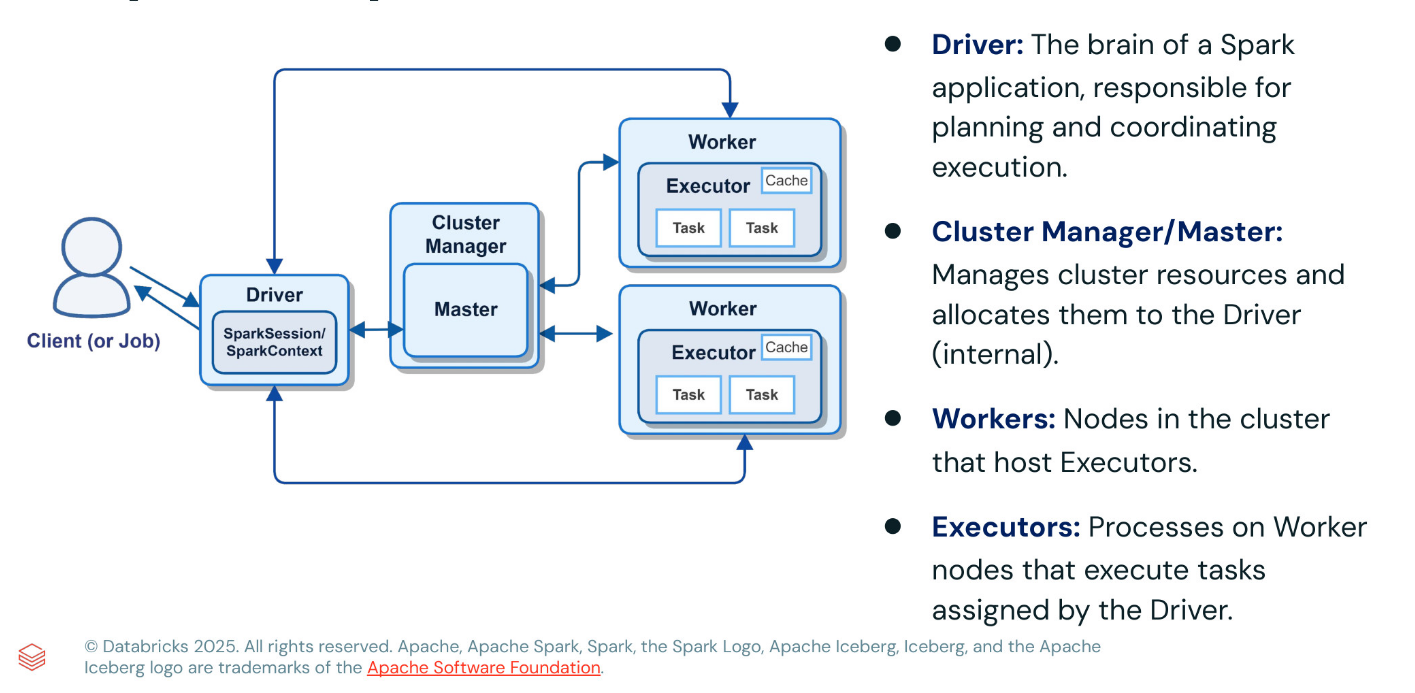 Client (or Job)
Driver
SparkSession/
SparkContext
Cluster
Manager
Master
Worker
Executor
Cache
Task
Task
Worker
Executor
Cache
Task
Task
● Driver: The brain of a Spark
application, responsible for
planning and coordinating
execution.
● Cluster Manager/Master:
Manages cluster resources and
allocates them to the Driver
(internal).
● Workers: Nodes in the cluster
that host Executors.
● Executors: Processes on Worker
nodes that execute tasks
assigned by the Driver.
© Databricks 2025. All rights reserved. Apache, Apache Spark, Spark, the Spark Logo, Apache Iceberg, Iceberg, and the Apache
Iceberg logo are trademarks of the Apache Software Foundation.